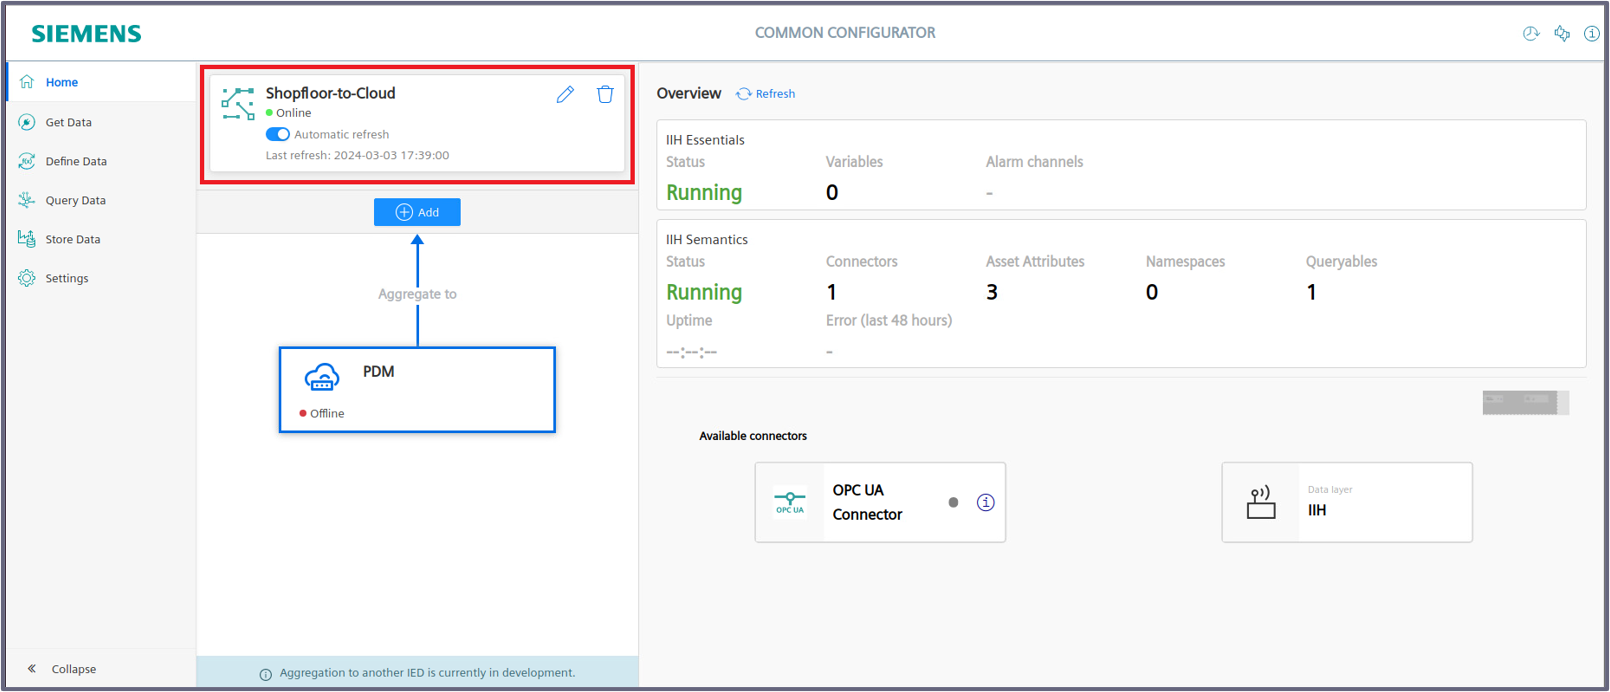 SIEMENS
COMMON CONFIGURATOR
Home
Get Data
Define Data
Query Data
Store Data
Settings
Collapse
Shopfloor-to-Cloud
Online
Automatic refresh
Last refresh: 2024-03-03 17:39:00
Add
Aggregate to
PDM
Offline
Aggregation to another IED is currently in development.
Overview Refresh
IIH Essentials
Status Variables Alarm channels
Running 0 -
IIH Semantics
Status Connectors Asset Attributes Namespaces Queryables
Running 1 3 0 1
Uptime Error (last 48 hours)
--:--:-- -
Available connectors
OPC UA
OPC UA
Connector
Data layer
IIH